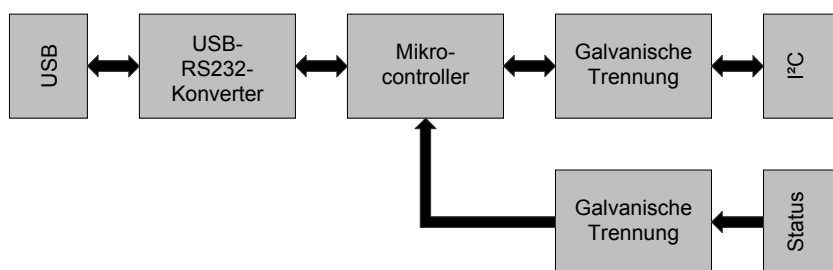 USB
USB-
RS232-
Konverter
Mikro-
controller
Galvanische
Trennung
I²C
Galvanische
Trennung
Status